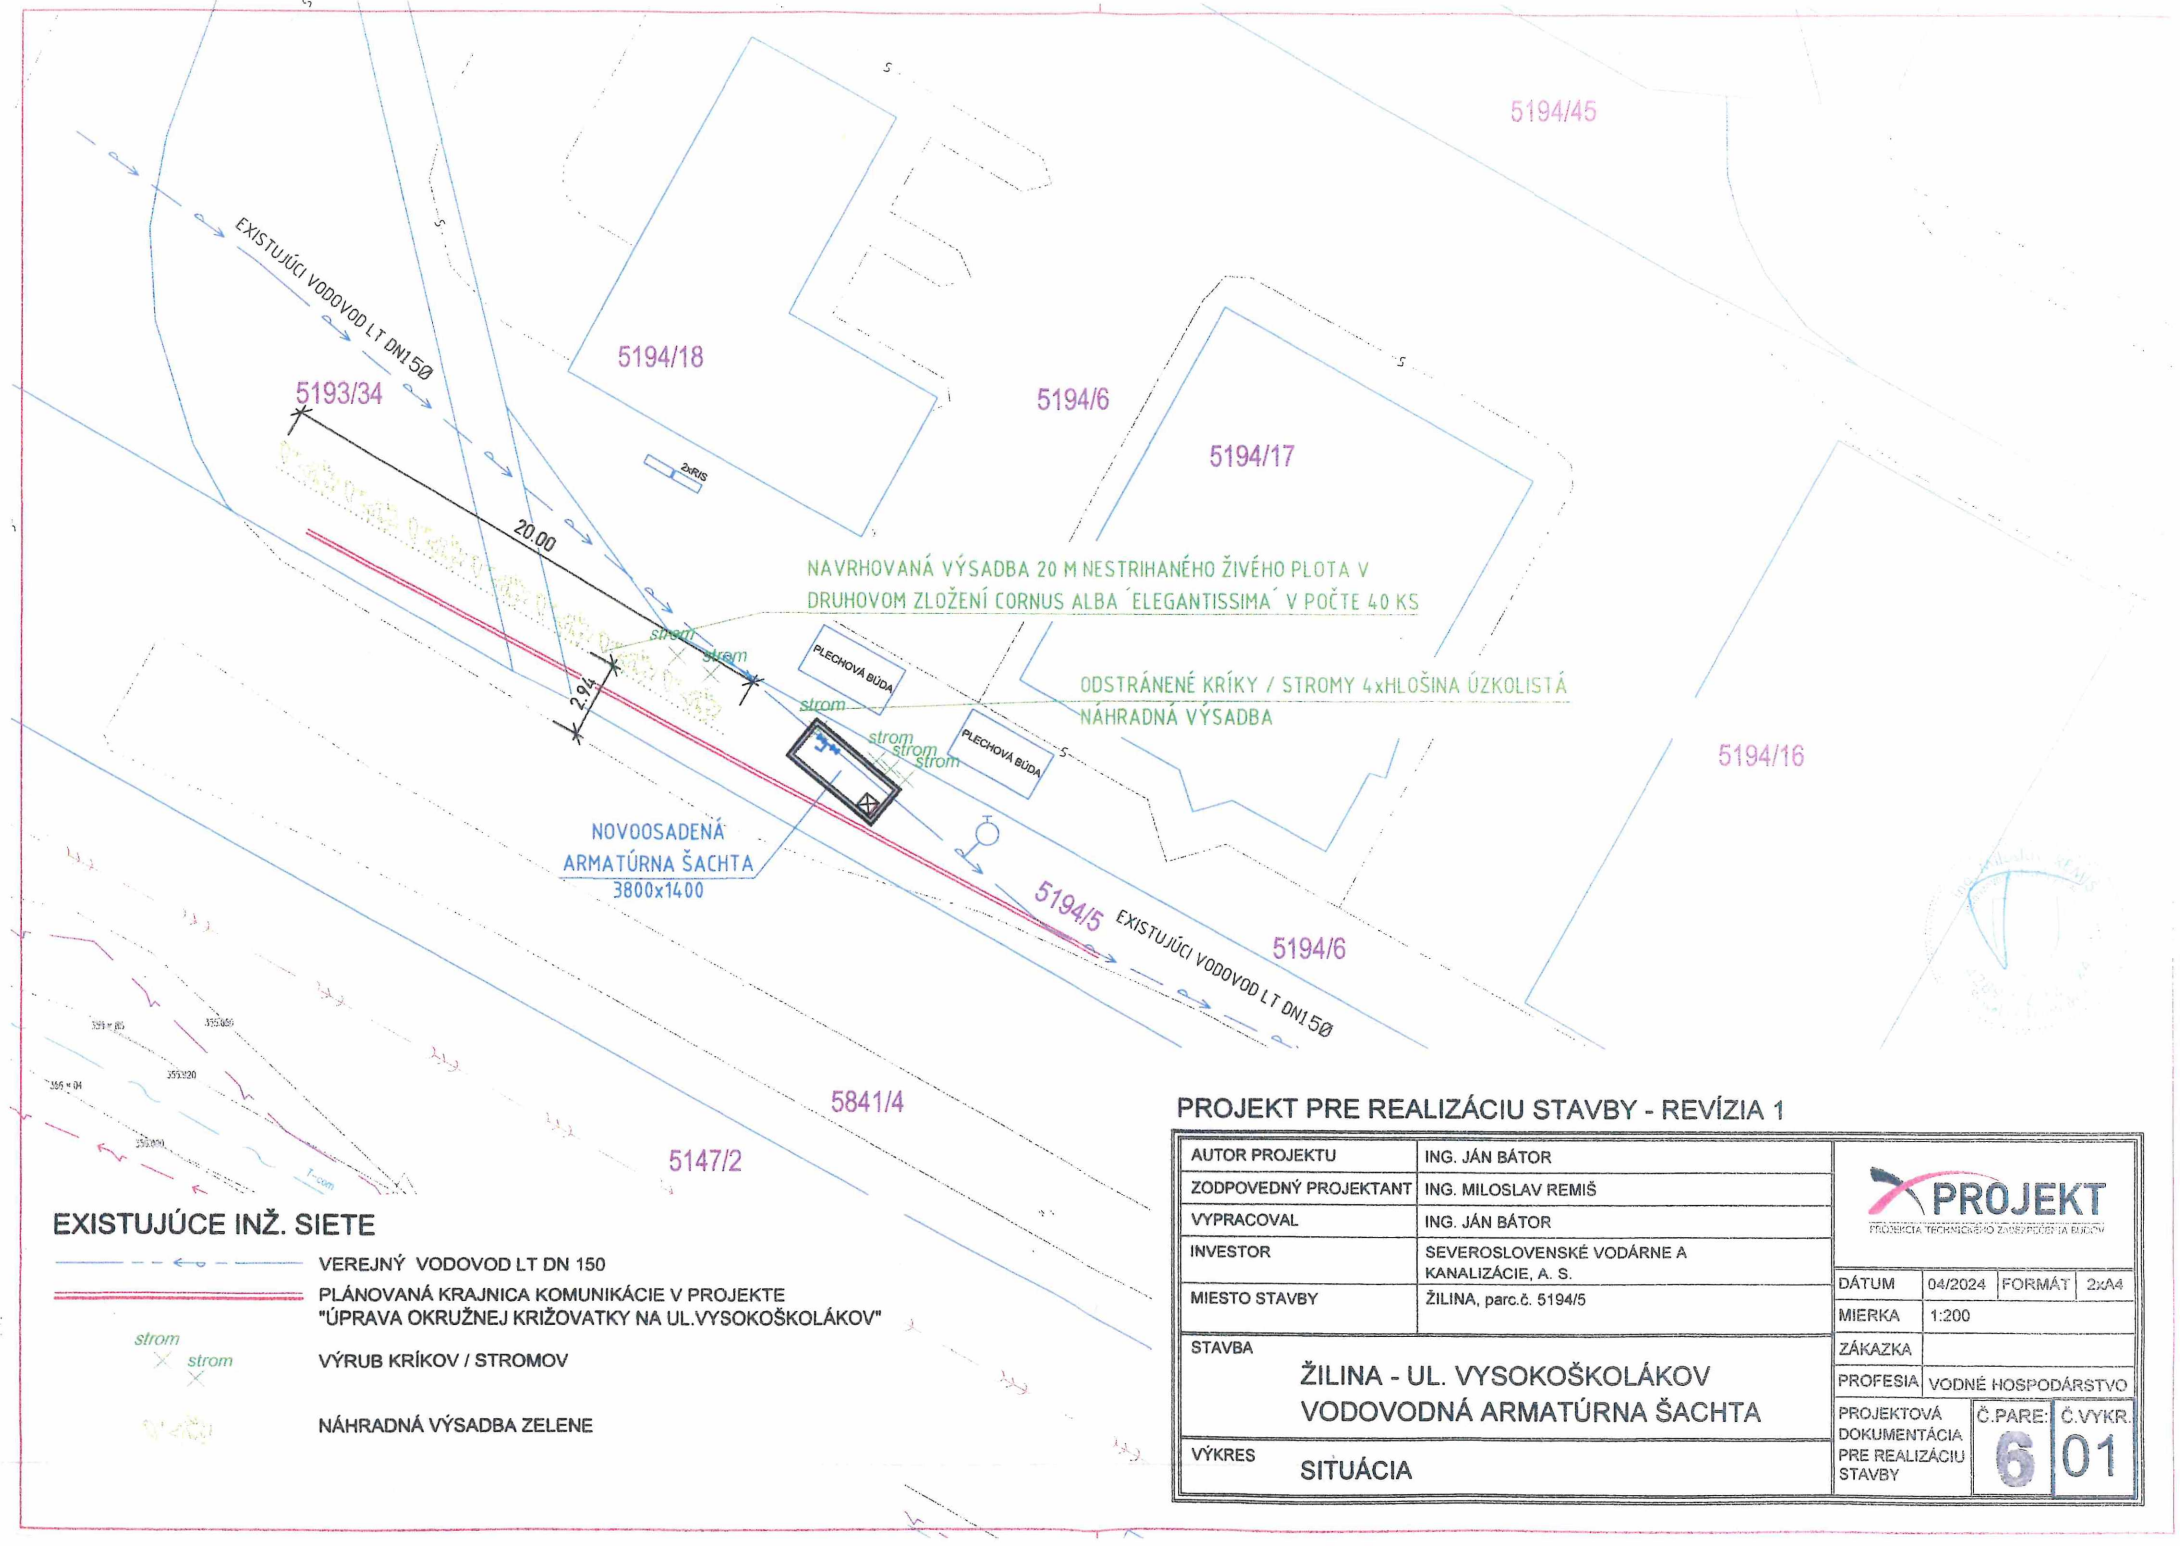 5194/45
EXISTUJÚCI VODOVOD LT DN150
5193/34
5194/18
5194/6
5194/17
2xRIS
20.00
NAVRHOVANÁ VÝSADBA 20 M NESTRIHANÉHO ŽIVÉHO PLOTA V
DRUHOVOM ZLOŽENÍ CORNUS ALBA ´ELEGANTISSIMA´ V POČTE 40 KS
strom
strom
PLECHOVÁ BÚDA
2.94
ODSTRÁNENÉ KRÍKY / STROMY 4xHLOŠINA ÚZKOLISTÁ
NÁHRADNÁ VÝSADBA
strom
strom
strom
strom
PLECHOVÁ BÚDA
5194/16
NOVOOSADENÁ
ARMATÚRNA ŠACHTA
3800x1400
5194/5
EXISTUJÚCI VODOVOD LT DN150
5194/6
5841/4
5147/2
T-com
PROJEKT PRE REALIZÁCIU STAVBY - REVÍZIA 1
AUTOR PROJEKTU ING. JÁN BÁTOR
ZODPOVEDNÝ PROJEKTANT ING. MILOSLAV REMIŠ
VYPRACOVAL ING. JÁN BÁTOR
INVESTOR SEVEROSLOVENSKÉ VODÁRNE A
KANALIZÁCIE, A. S.
MIESTO STAVBY ŽILINA, parc.č. 5194/5
STAVBA
ŽILINA - UL. VYSOKOŠKOLÁKOV
VODOVODNÁ ARMATÚRNA ŠACHTA
VÝKRES SITUÁCIA
PROJEKT
PROJEKCIA TECHNICKÉHO ZABEZPEČENIA BUDOV
DÁTUM 04/2024 FORMÁT 2xA4
MIERKA 1:200
ZÁKAZKA
PROFESIA VODNÉ HOSPODÁRSTVO
PROJEKTOVÁ
DOKUMENTÁCIA
PRE REALIZÁCIU
STAVBY
Č.PARE: 6
Č.VYKR. 01
EXISTUJÚCE INŽ. SIETE
VEREJNÝ VODOVOD LT DN 150
PLÁNOVANÁ KRAJNICA KOMUNIKÁCIE V PROJEKTE
"ÚPRAVA OKRUŽNEJ KRIŽOVATKY NA UL.VYSOKOŠKOLÁKOV"
strom
strom
VÝRUB KRÍKOV / STROMOV
NÁHRADNÁ VÝSADBA ZELENE